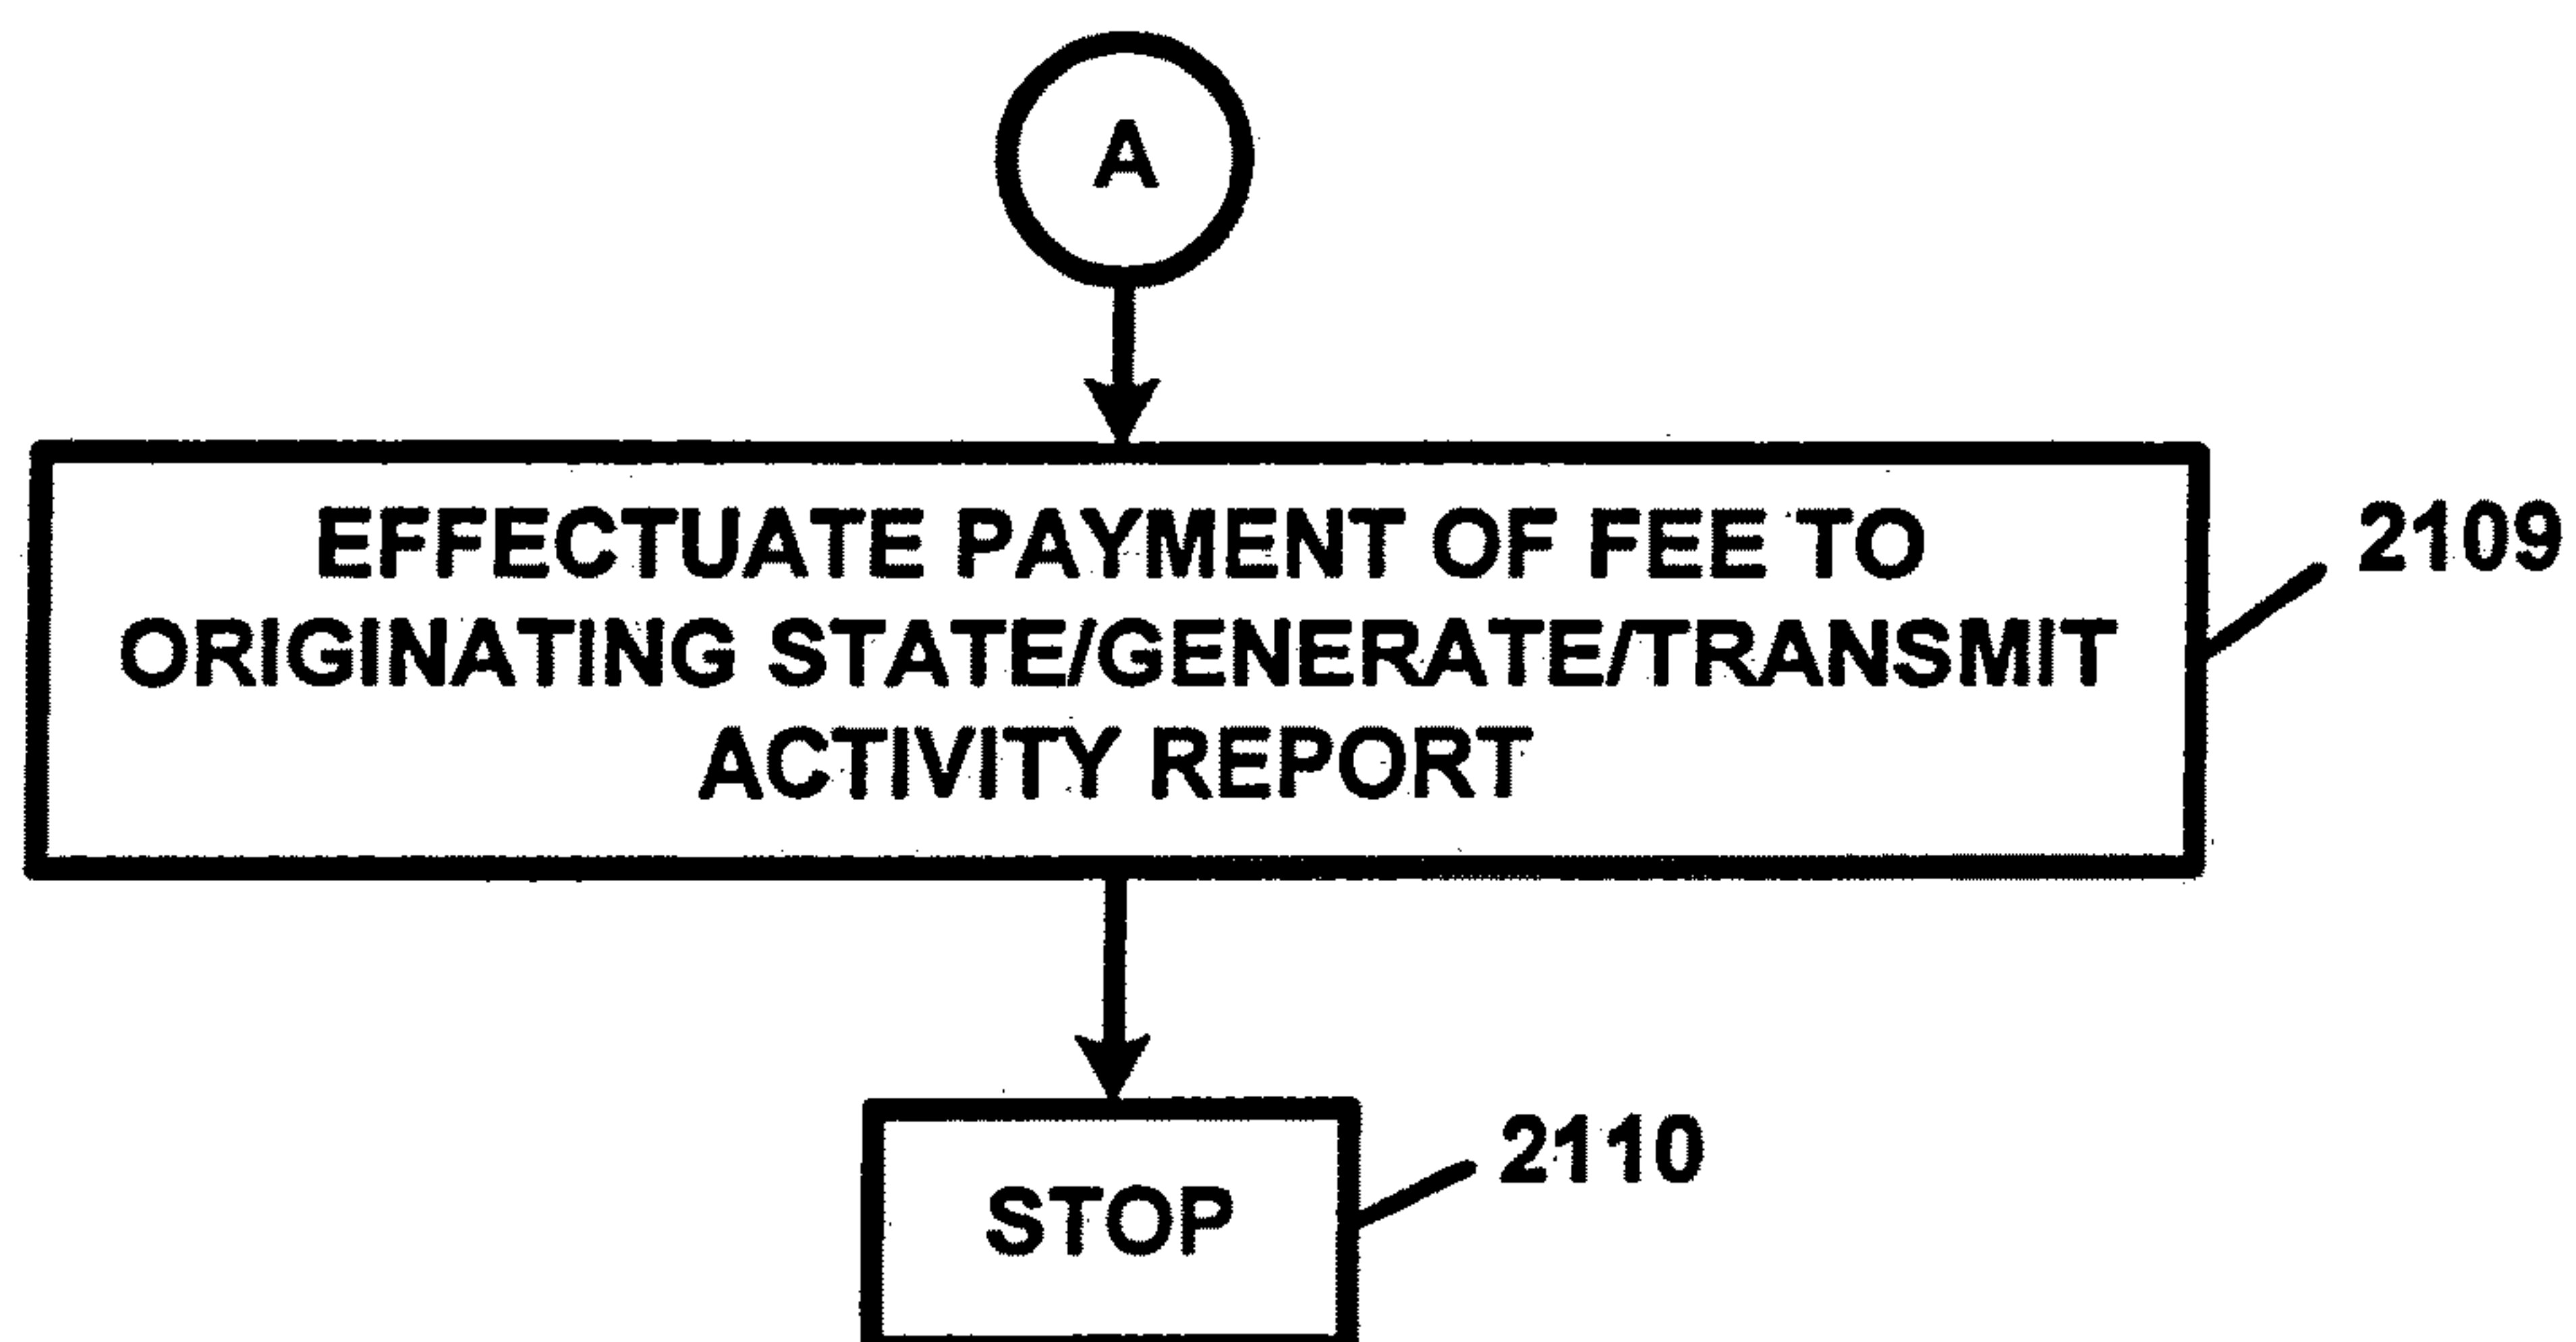 A
EFFECTUATE PAYMENT OF FEE TO
ORIGINATING STATE/GENERATE/TRANSMIT
ACTIVITY REPORT
2109
STOP
2110